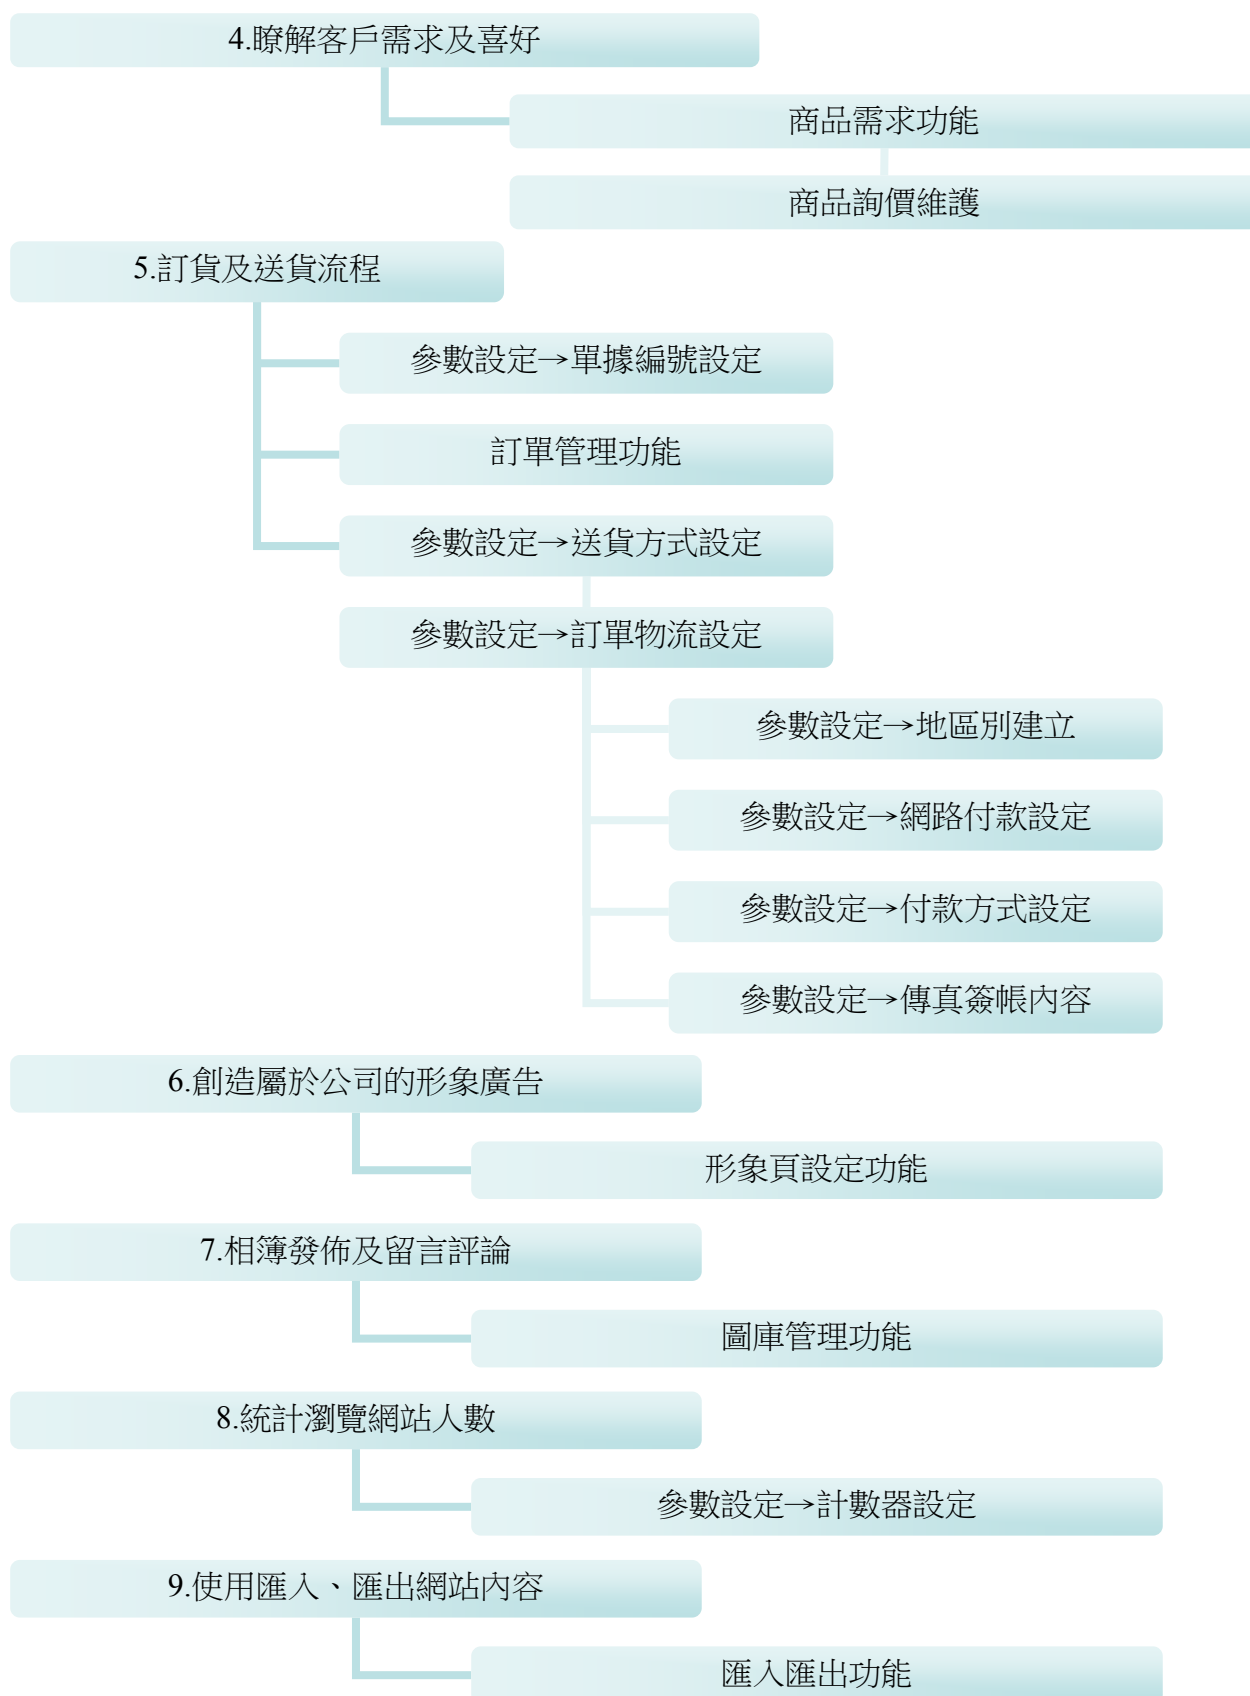 4.瞭解客戶需求及喜好
商品需求功能
商品詢價維護
5.訂貨及送貨流程
參數設定→單據編號設定
訂單管理功能
參數設定→送貨方式設定
參數設定→訂單物流設定
參數設定→地區別建立
參數設定→網路付款設定
參數設定→付款方式設定
參數設定→傳真簽帳內容
6.創造屬於公司的形象廣告
形象頁設定功能
7.相簿發佈及留言評論
圖庫管理功能
8.統計瀏覽網站人數
參數設定→計數器設定
9.使用匯入、匯出網站內容
匯入匯出功能